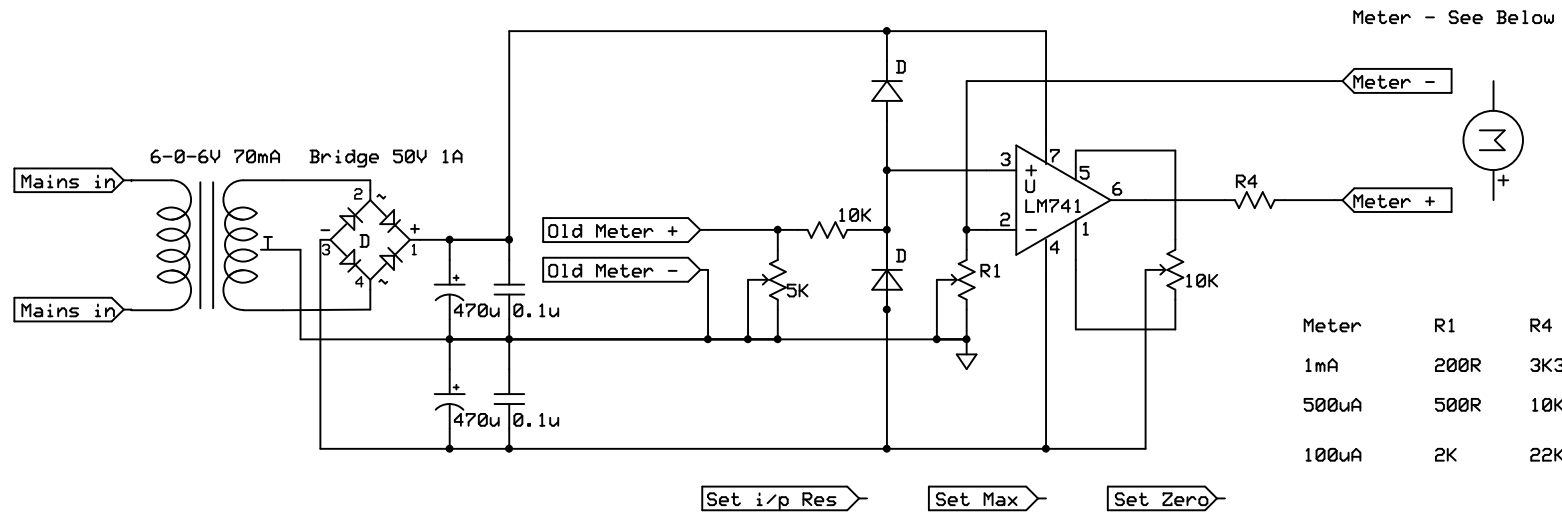 Meter - See Below
Meter -
6-0-6V 70mA Bridge 50V 1A
D
Mains in
2
~
3
7
5
+
U
6
R4
LM741
Meter +
+
Old Meter +
10K
2
-
1
- 
+
T
3
D
1
4
Old Meter -
D
R1
10K
4
~
5K
+
470u 0.1u
Mains in
Meter R1 R4
1mA 200R 3K3
+
470u 0.1u
500uA 500R 10K
100uA 2K 22K
Set i/p Res
Set Max
Set Zero